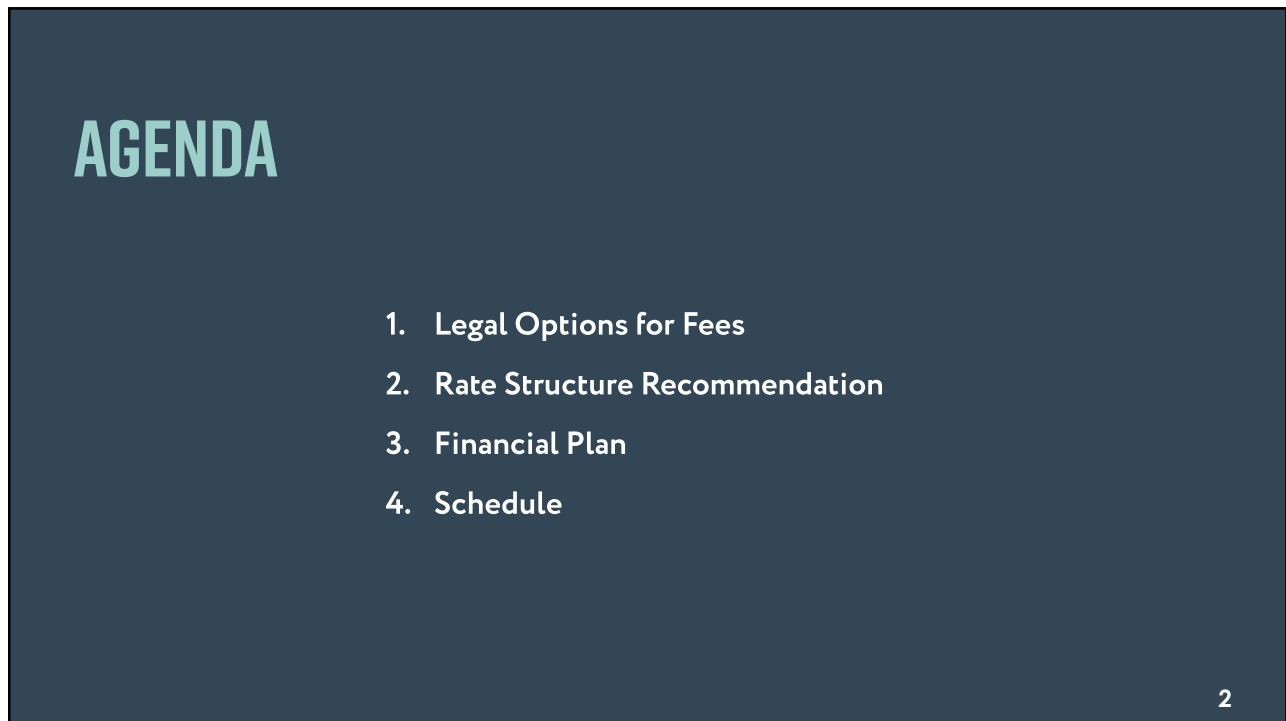 AGENDA
1. Legal Options for Fees
2. Rate Structure Recommendation
3. Financial Plan
4. Schedule
2